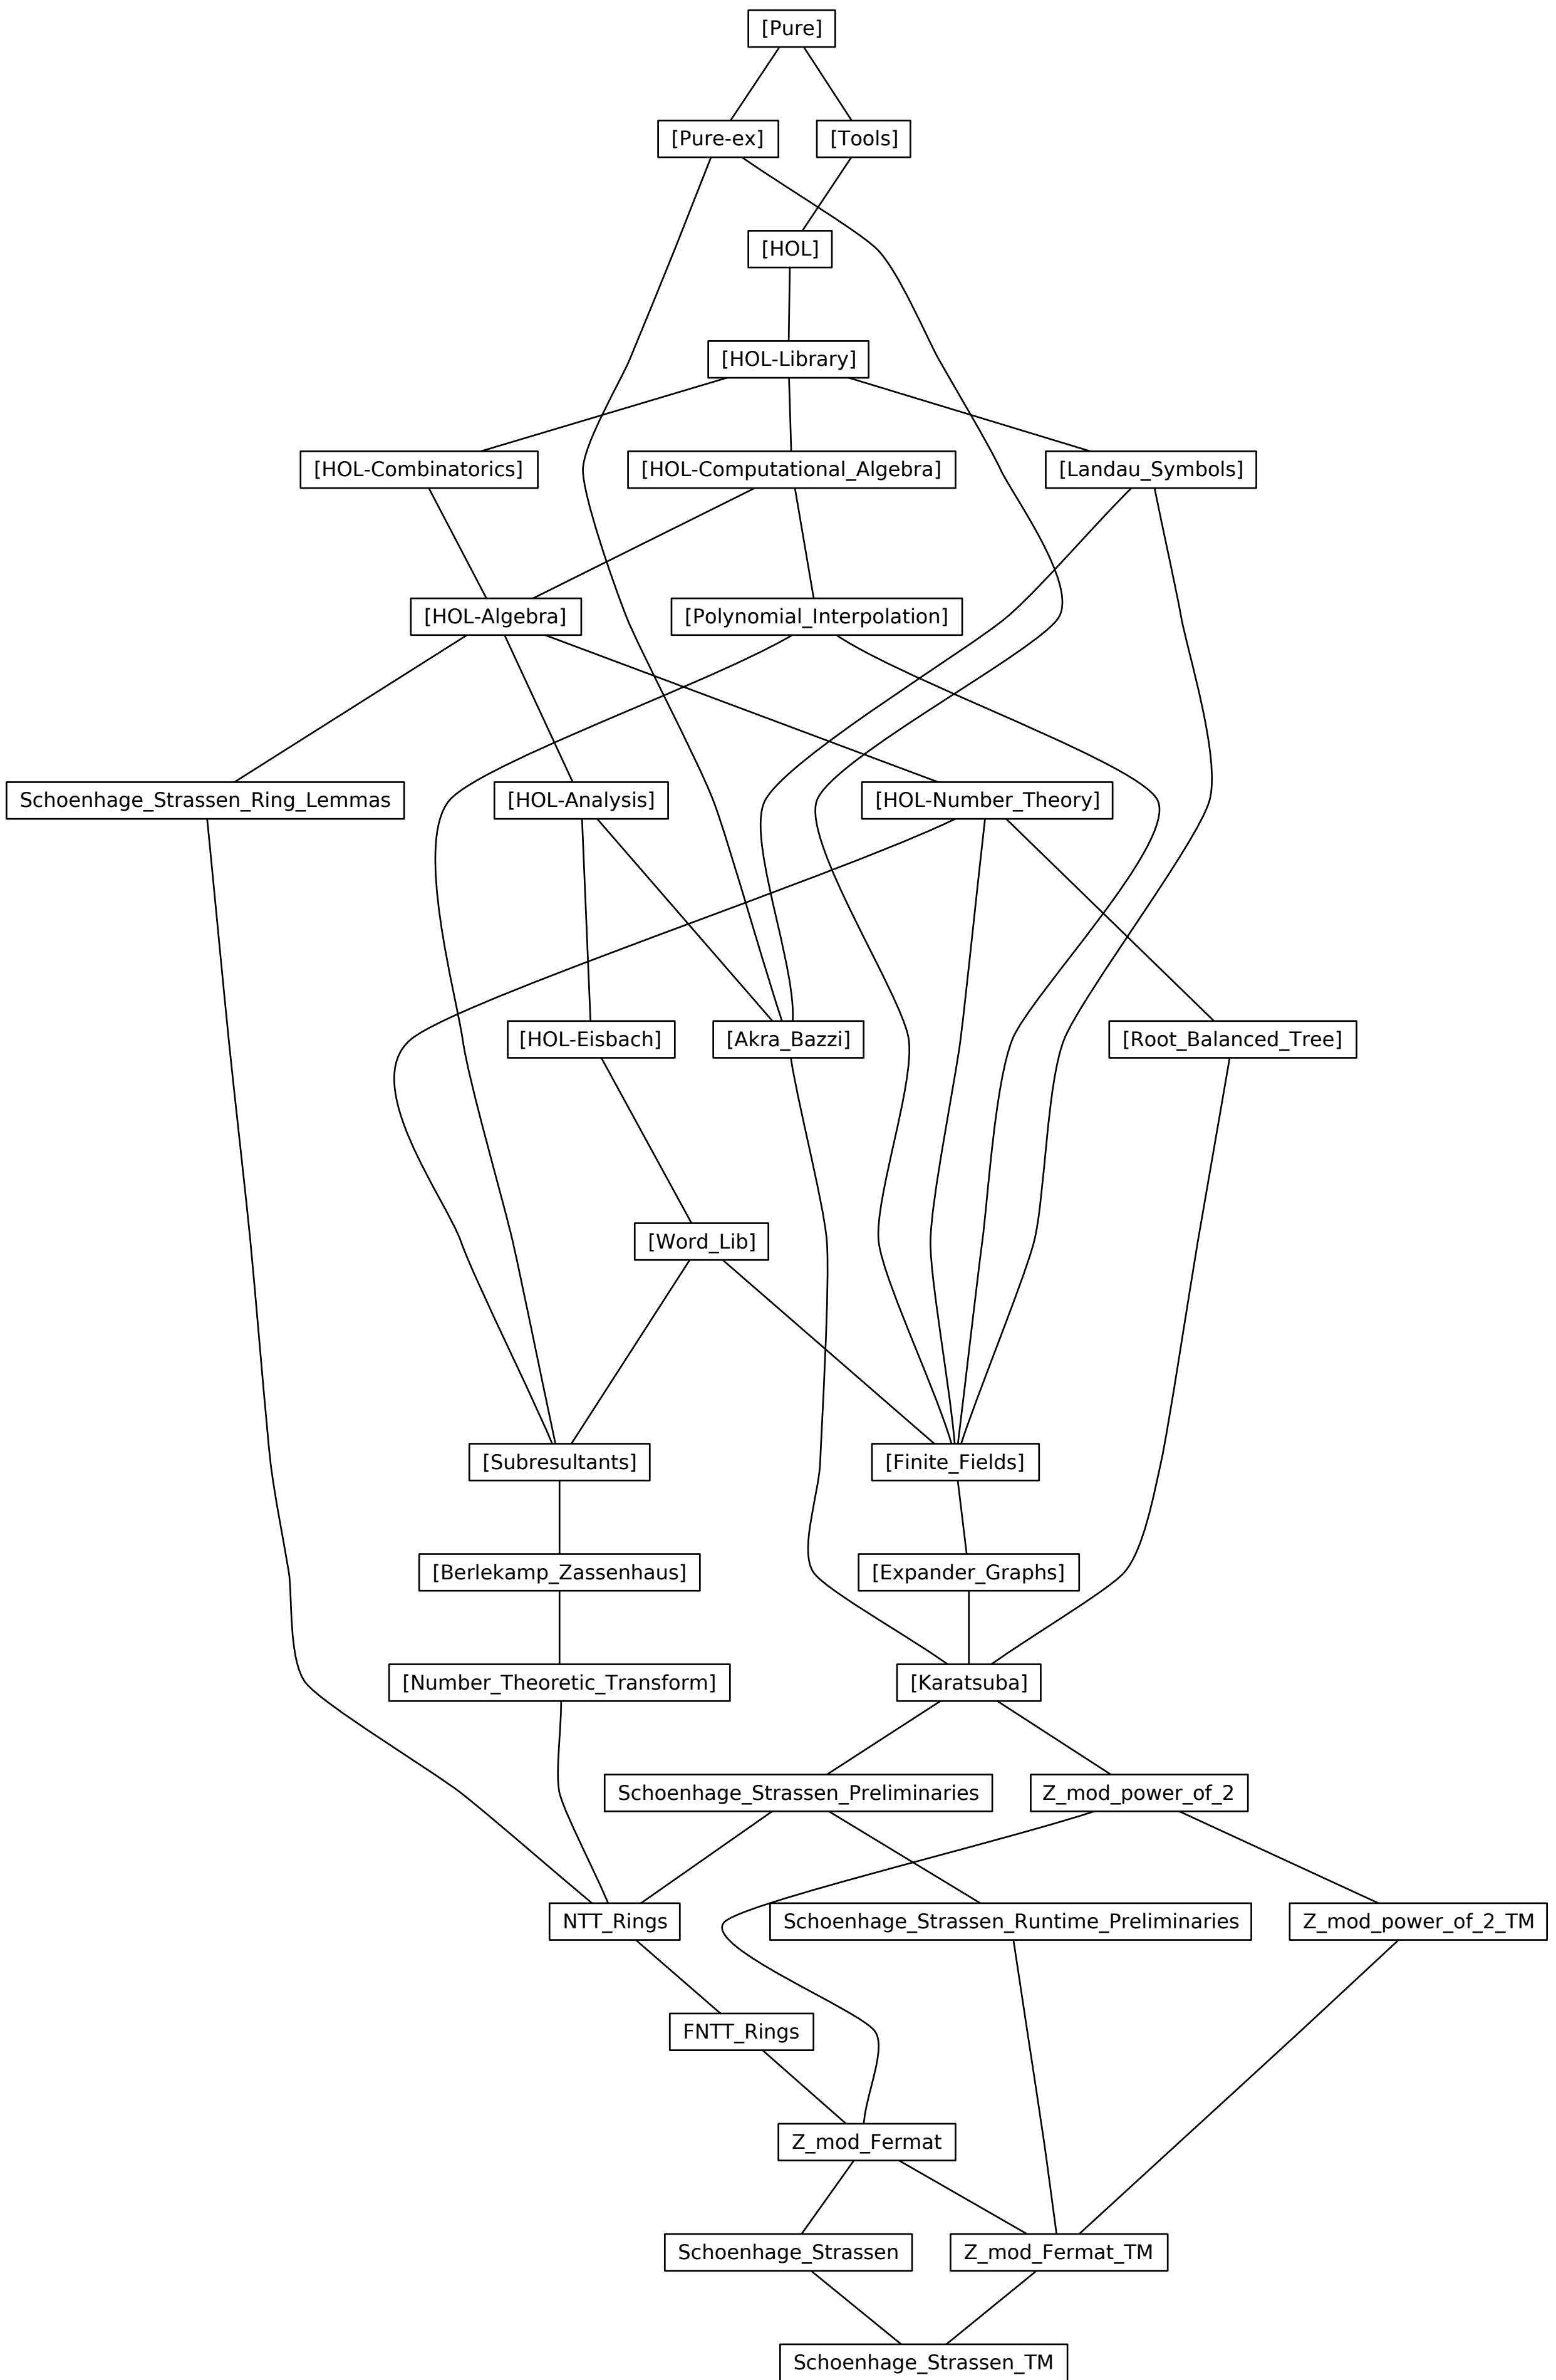 [Pure]
[Pure-ex]
[Tools]
[HOL]
[HOL-Library]
[HOL-Combinatorics]
[HOL-Computational_Algebra]
[Landau_Symbols]
[HOL-Algebra]
[Polynomial_Interpolation]
Schoenhage_Strassen_Ring_Lemmas
[HOL-Analysis]
[HOL-Number_Theory]
[HOL-Eisbach]
[Akra_Bazzi]
[Root_Balanced_Tree]
[Word_Lib]
[Subresultants]
[Finite_Fields]
[Berlekamp_Zassenhaus]
[Expander_Graphs]
[Number_Theoretic_Transform]
[Karatsuba]
Schoenhage_Strassen_Preliminaries
Z_mod_power_of_2
NTT_Rings
Schoenhage_Strassen_Runtime_Preliminaries
Z_mod_power_of_2_TM
FNTT_Rings
Z_mod_Fermat
Schoenhage_Strassen
Z_mod_Fermat_TM
Schoenhage_Strassen_TM